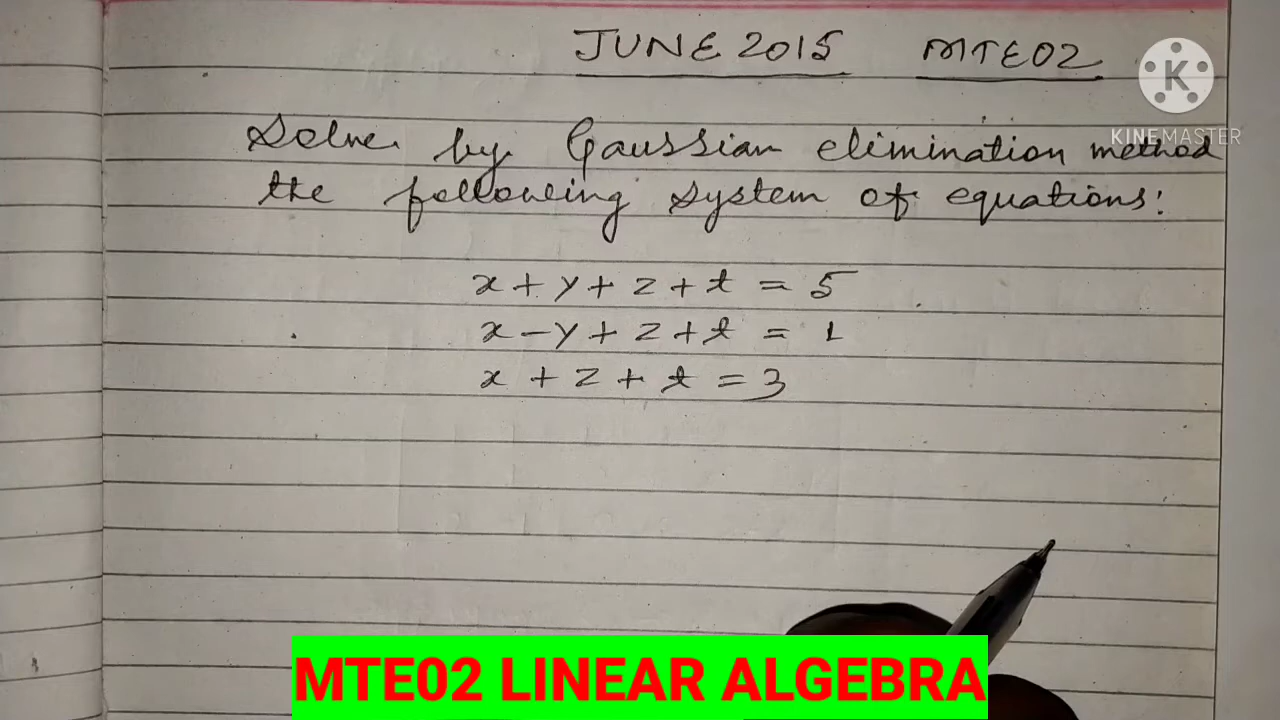 JUNE 2015 MTE02
K
KINEMASTER
Solve by Gaussian elimination method
the following system of equations:
x + y + z + t = 5
x - y + z + t = 1
x + z + t = 3
MTE02 LINEAR ALGEBRA